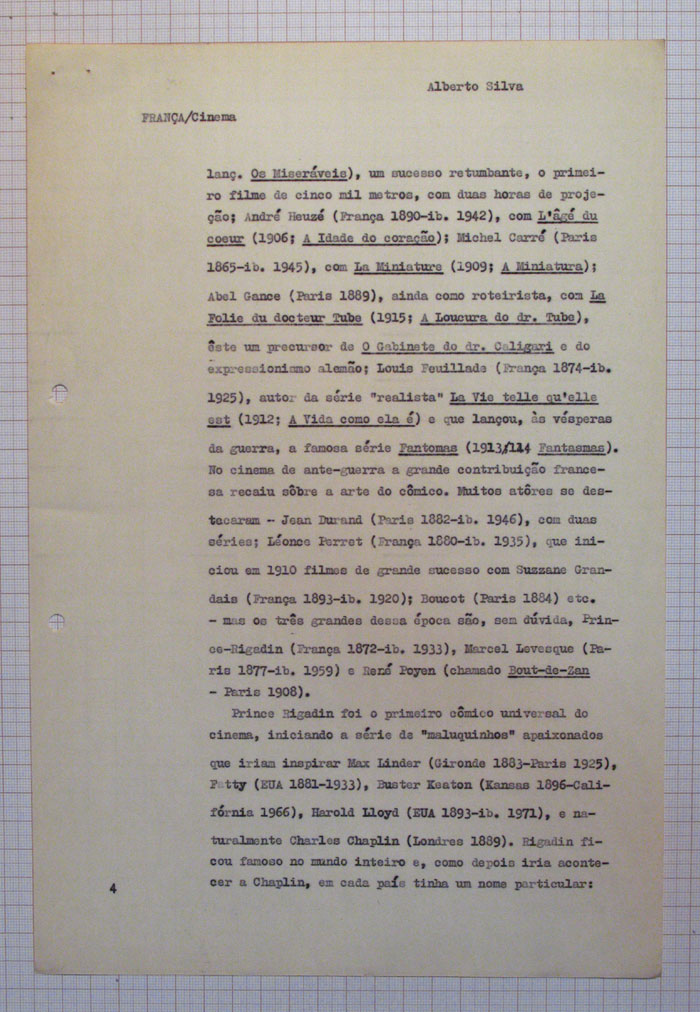 Alberto Silva
FRANÇA/Cinema
lanç. Os Miseráveis), um sucesso retumbante, o primei-
ro filme de cinco mil metros, com duas horas de proje-
ção; André Heuzé (França 1890-ib. 1942), com L'âgé du
coeur (1906; A Idade do coração); Michel Carré (Paris
1865-ib. 1945), com La Miniature (1909; A Miniatura);
Abel Gance (Paris 1889), ainda como roteirista, com La
Folie du docteur Tube (1915; A Loucura do dr. Tube),
êste um precursor de O Gabinete do dr. Caligari e do
expressionismo alemão; Louis Feuillade (França 1874-ib.
1925), autor da série "realista" La Vie telle qu'elle
est (1912; A Vida como ela é) e que lançou, às vésperas
da guerra, a famosa série Fantomas (1913/114 Fantasmas).
No cinema de ante-guerra a grande contribuição france-
sa recaiu sôbre a arte do cômico. Muitos atôres se des-
tacaram - Jean Durand (Paris 1882-ib. 1946), com duas
séries; Léonce Perret (França 1880-ib. 1935), que ini-
ciou em 1910 filmes de grande sucesso com Suzzane Gran-
dais (França 1893-ib. 1920); Boucot (Paris 1884) etc.
- mas os três grandes dessa época são, sem dúvida, Prin-
ce-Rigadin (França 1872-ib. 1933), Marcel Levesque (Pa-
ris 1877-ib. 1959) e René Poyen (chamado Bout-de-Zan
- Paris 1908).
Prince Rigadin foi o primeiro cômico universal do
cinema, iniciando a série de "maluquinhos" apaixonados
que iriam inspirar Max Linder (Gironde 1883-Paris 1925),
Fatty (EUA 1881-1933), Buster Keaton (Kansas 1896-Cali-
fórnia 1966), Harold Lloyd (EUA 1893-ib. 1971), e na-
turalmente Charles Chaplin (Londres 1889). Rigadin fi-
cou famoso no mundo inteiro e, como depois iria aconte-
cer a Chaplin, em cada país tinha um nome particular:
4